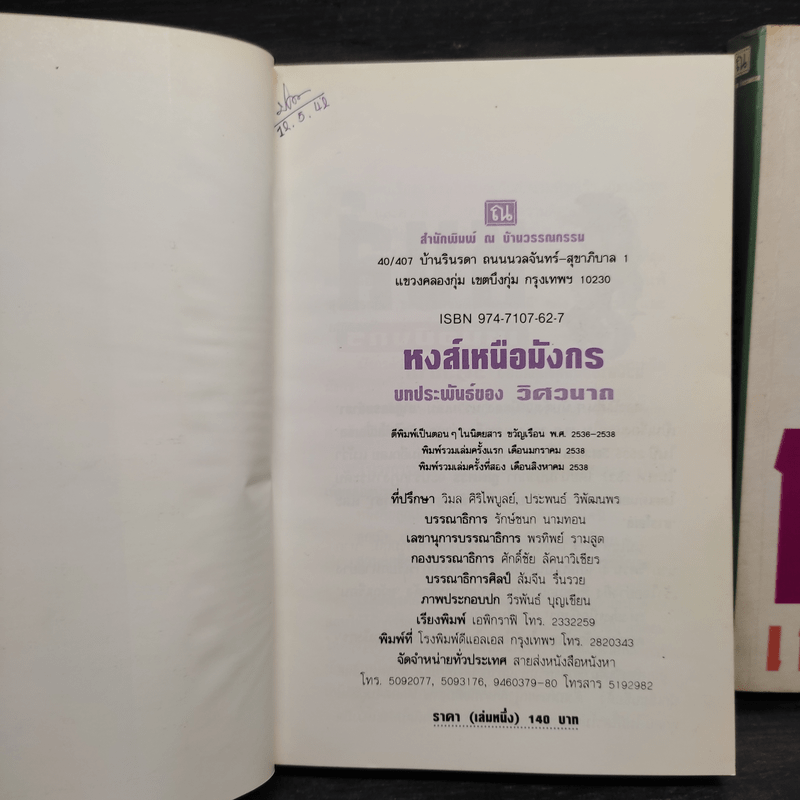 12.5.42
ณ
สำนักพิมพ์ ณ บ้านวรรณกรรม
40/407 บ้านรินรดา ถนนนวลจันทร์-สุขาภิบาล 1
แขวงคลองกุ่ม เขตบึงกุ่ม กรุงเทพฯ 10230
ISBN 974-7107-62-7
หงส์เหนือมังกร
บทประพันธ์ของ วิศวนาถ
ตีพิมพ์เป็นตอน ๆ ในนิตยสาร ขวัญเรือน พ.ศ. 2536-2538
พิมพ์รวมเล่มครั้งแรก เดือนมกราคม 2538
พิมพ์รวมเล่มครั้งที่สอง เดือนสิงหาคม 2538
ที่ปรึกษา วิมล ศิริไพบูลย์, ประพนธ์ วิพัฒนพร
บรรณาธิการ รักษ์ชนก นามทอน
เลขานุการบรรณาธิการ พรทิพย์ รามสูต
กองบรรณาธิการ ศักดิ์ชัย ลัคนาวิเชียร
บรรณาธิการศิลป์ สัมจีน รื่นรวย
ภาพประกอบปก วีรพันธ์ บุญเขียน
เรียงพิมพ์ เอพิกราฟิ โทร. 2332259
พิมพ์ที่ โรงพิมพ์ดีแอลเอส กรุงเทพฯ โทร. 2820343
จัดจำหน่ายทั่วประเทศ สายส่งหนังสือหนังหา
โทร. 5092077, 5093176, 9460379-80 โทรสาร 5192982
ราคา (เล่มหนึ่ง) 140 บาท